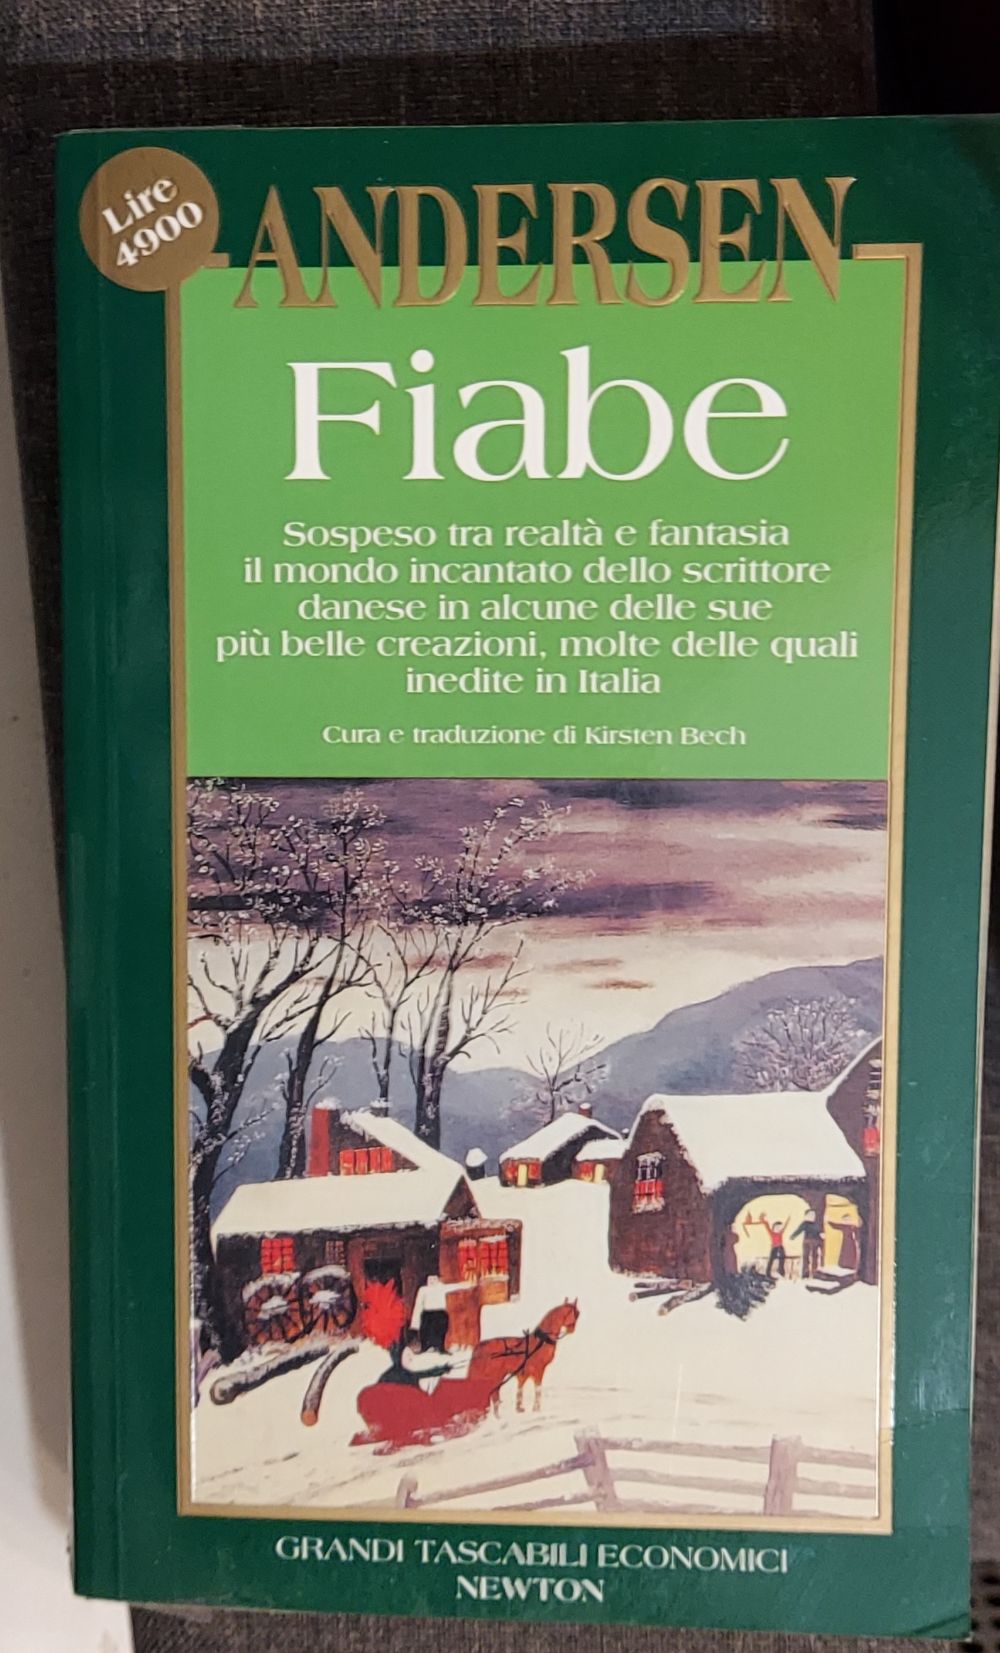 Lire
4900
ANDERSEN
Fiabe
Sospeso tra realtà e fantasia
il mondo incantato dello scrittore
danese in alcune delle sue
più belle creazioni, molte delle quali
inedite in Italia
Cura e traduzione di Kirsten Bech
GRANDI TASCABILI ECONOMICI
NEWTON